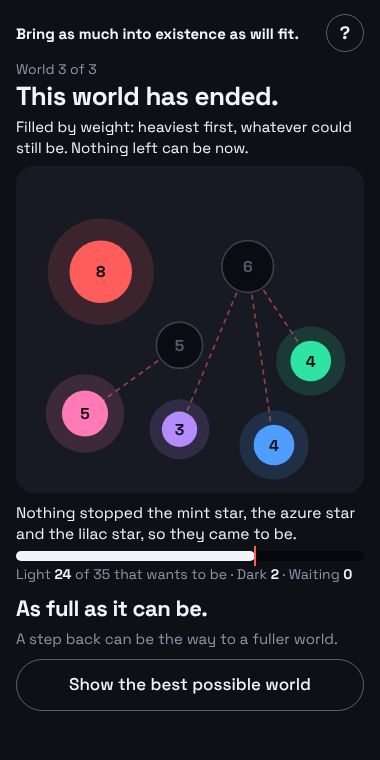 Bring as much into existence as will fit.
?
World 3 of 3
This world has ended.
Filled by weight: heaviest first, whatever could
still be. Nothing left can be now.
8
6
5
4
5
3
4
Nothing stopped the mint star, the azure star
and the lilac star, so they came to be.
Light 24 of 35 that wants to be · Dark 2 · Waiting 0
As full as it can be.
A step back can be the way to a fuller world.
Show the best possible world